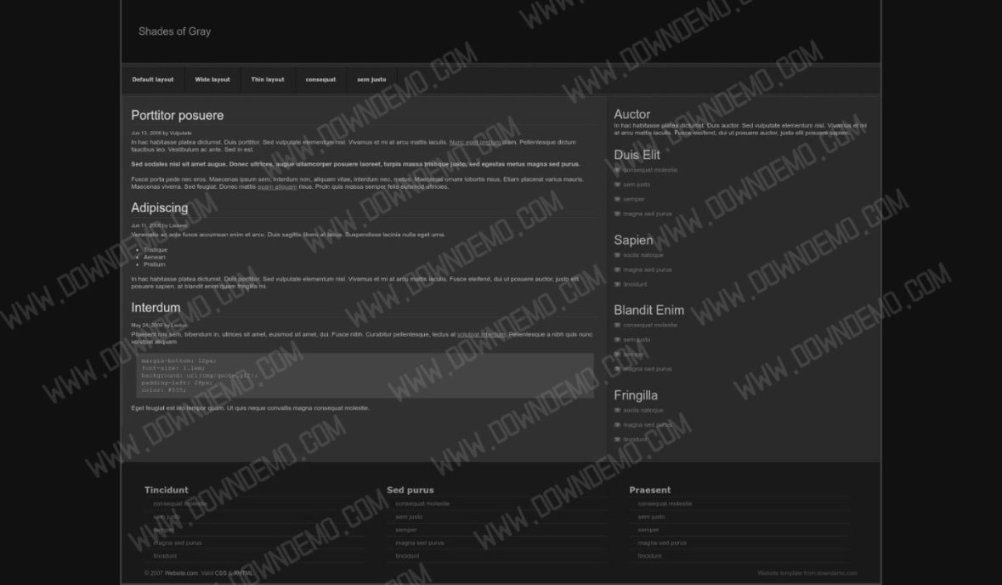 Shades of Gray
Default layout Wide layout Thin layout consequat sem justo
Porttitor posuere
Jun 13, 2006 by Vulputate
In hac habitasse platea dictumst. Duis porttitor. Sed vulputate elementum nisl. Vivamus et mi at arcu mattis iaculis. Nunc eget pretium diam. Pellentesque dictum
faucibus leo. Vestibulum ac ante. Sed in est.
Sed sodales nisl sit amet augue. Donec ultrices, augue ullamcorper posuere laoreet, turpis massa tristique justo, sed egestas metus magna sed purus.
Fusce porta pede nec eros. Maecenas ipsum sem, interdum non, aliquam vitae, interdum nec, metus. Maecenas ornare lobortis risus. Etiam placerat varius mauris.
Maecenas viverra. Sed feugiat. Donec mattis quam aliquam risus. Proin quis massa semper felis euismod ultricies.
Adipiscing
Jun 11, 2006 by
Venenatis ac ante fusce accumsan enim et arcu. Duis sagittis libero at lacus. Suspendisse lacinia nulla eget urna.
Tristique
Aenean
Pretium
In hac habitasse platea dictumst. Duis porttitor. Sed vulputate elementum nisl. Vivamus et mi at arcu mattis iaculis. Fusce eleifend, dui ut posuere auctor, justo elit
posuere sapien, at blandit enim quam fringilla mi.
Interdum
May 24, 2006 by
Praesent nisi sem, bibendum in, ultrices sit amet, euismod sit amet, dui. Fusce nibh. Curabitur pellentesque, lectus at volutpat interdum. Pellentesque a nibh quis nunc
volutpat aliquam
margin-bottom: 12px;
font-size: 1.1em;
padding-left: 28px;
color: #555;
Eget feugiat est leo tempor quam. Ut quis neque convallis magna consequat molestie.
Auctor
In hac habitasse platea dictumst. Duis auctor. Sed vulputate elementum nisl. Vivamus et mi
at arcu mattis iaculis. Fusce eleifend, dui ut posuere auctor, justo elit posuere sapien.
Duis Elit
consequat molestie
sem justo
semper
magna sed purus
Sapien
sociis natoque
magna sed purus
tincidunt
Blandit Enim
consequat molestie
sem justo
semper
magna sed purus
Fringilla
sociis natoque
magna sed purus
tincidunt
Tincidunt
consequat molestie
sem justo
semper
magna sed purus
tincidunt
Sed purus
consequat molestie
sem justo
semper
magna sed purus
tincidunt
Praesent
consequat molestie
sem justo
semper
magna sed purus
tincidunt
© 2007 Website.com. Valid CSS & XHTML
Website template from downdemo.com
WWW.DOWNDEMO.COM